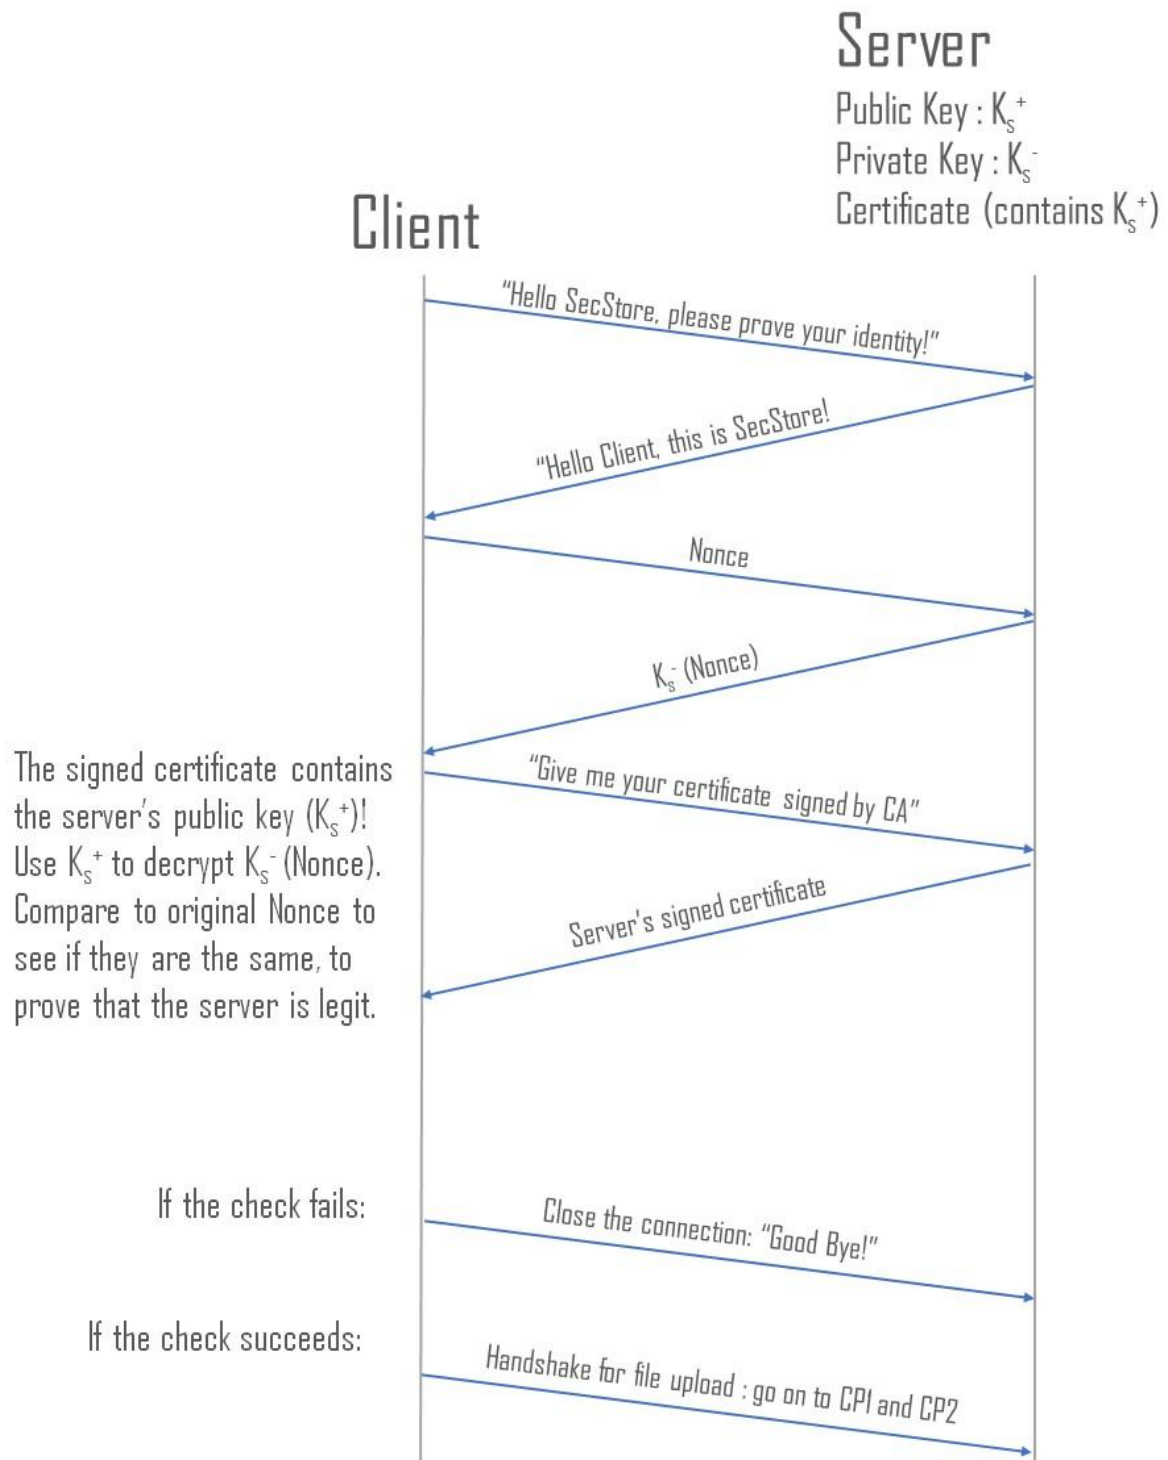 Server
Public Key : Kₛ⁺
Private Key : Kₛ⁻
Certificate (contains Kₛ⁺)
Client
"Hello SecStore, please prove your identity!"
"Hello Client, this is SecStore!
Nonce
Kₛ⁻ (Nonce)
"Give me your certificate signed by CA"
Server's signed certificate
The signed certificate contains
the server's public key (Kₛ⁺)!
Use Kₛ⁺ to decrypt Kₛ⁻ (Nonce).
Compare to original Nonce to
see if they are the same, to
prove that the server is legit.
If the check fails:
Close the connection: "Good Bye!"
If the check succeeds:
Handshake for file upload : go on to CP1 and CP2